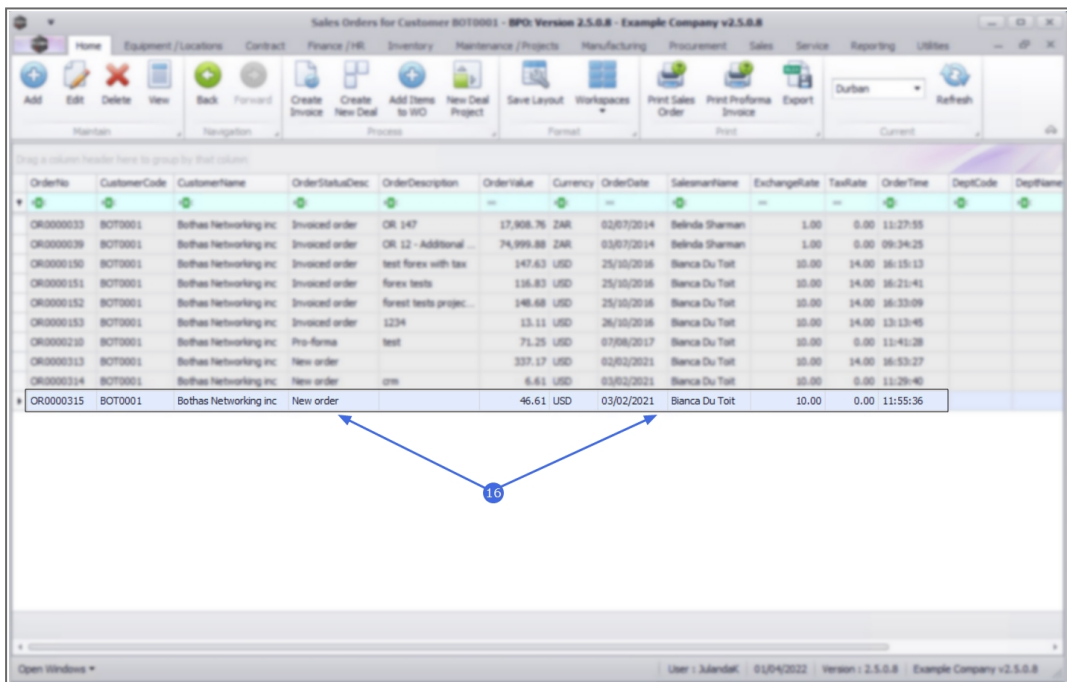 Sales Orders for Customer BOT0001 - BPO: Version 2.5.0.8 - Example Company v2.5.0.8
Home Equipment / Locations Contract Finance / HR Inventory Maintenance / Projects Manufacturing Procurement Sales Service Reporting Utilities
Add Edit Delete View Back Forward Create Invoice Create New Deal Add Items to WO New Deal Project Save Layout Workspaces Print Sales Order Print Proforma Invoice Export Durban Refresh
Maintain Navigation Process Format Print Current
Drag a column header here to group by that column
OrderNo CustomerCode CustomerName OrderStatusDesc OrderDescription OrderValue Currency OrderDate SalesmanName ExchangeRate TaxRate OrderTime DeptCode DeptName
OR0000033 BOT0001 Bothas Networking inc Invoiced order OR 147 17,908.76 ZAR 02/07/2014 Belinda Sharman 1.00 0.00 11:27:55
OR0000039 BOT0001 Bothas Networking inc Invoiced order OR 12 - Additional ... 74,999.88 ZAR 03/07/2014 Belinda Sharman 1.00 0.00 09:34:25
OR0000150 BOT0001 Bothas Networking inc Invoiced order test forex with tax 147.63 USD 25/10/2016 Bianca Du Toit 10.00 14.00 16:15:13
OR0000151 BOT0001 Bothas Networking inc Invoiced order forex tests 116.83 USD 25/10/2016 Bianca Du Toit 10.00 14.00 16:21:41
OR0000152 BOT0001 Bothas Networking inc Invoiced order forest tests projec... 148.68 USD 25/10/2016 Bianca Du Toit 10.00 14.00 16:33:09
OR0000153 BOT0001 Bothas Networking inc Invoiced order 1234 13.11 USD 26/10/2016 Bianca Du Toit 10.00 14.00 13:13:45
OR0000210 BOT0001 Bothas Networking inc Pro-forma test 71.25 USD 07/08/2017 Bianca Du Toit 10.00 0.00 11:41:28
OR0000313 BOT0001 Bothas Networking inc New order 337.17 USD 02/02/2021 Bianca Du Toit 10.00 14.00 16:53:27
OR0000314 BOT0001 Bothas Networking inc New order crm 6.61 USD 03/02/2021 Bianca Du Toit 10.00 0.00 11:29:40
OR0000315 BOT0001 Bothas Networking inc New order 46.61 USD 03/02/2021 Bianca Du Toit 10.00 0.00 11:55:36
16
Open Windows User : JulandaK 01/04/2022 Version : 2.5.0.8 Example Company v2.5.0.8